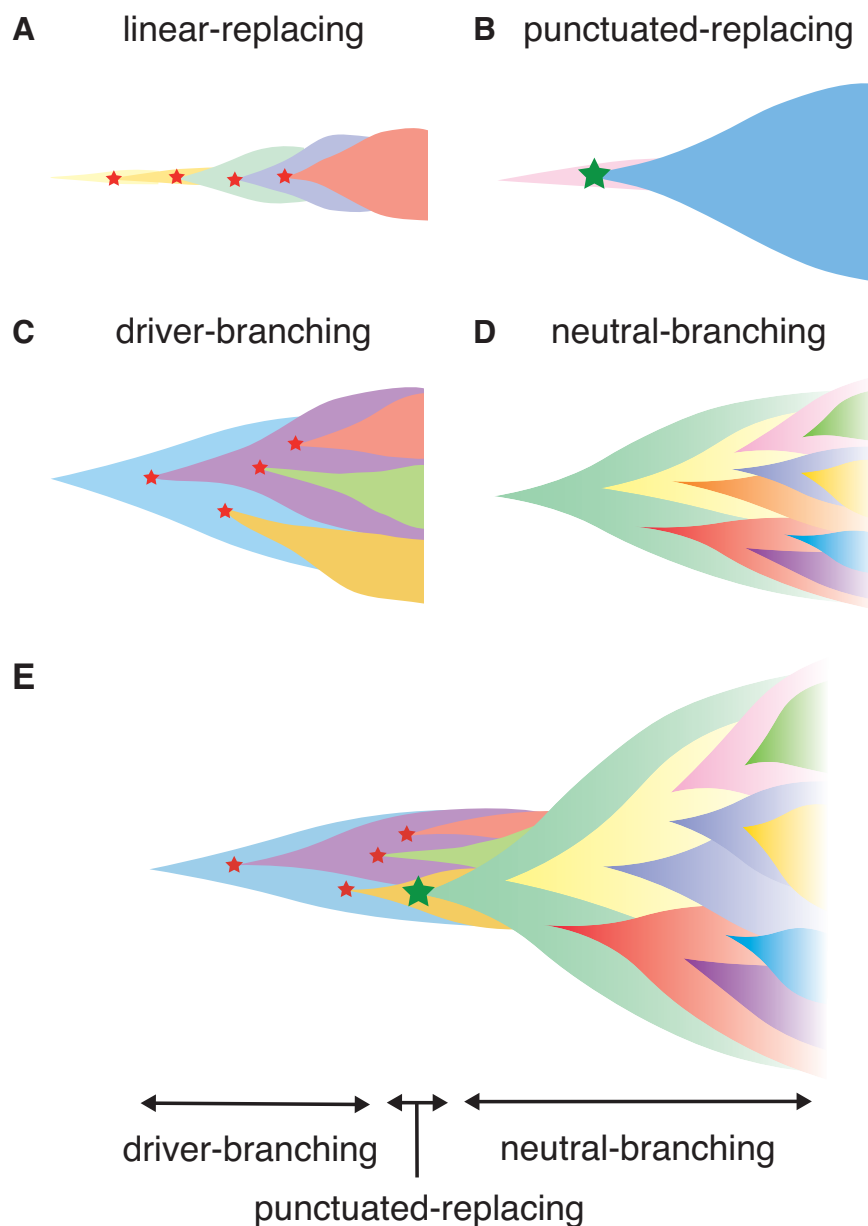 A linear-replacing
B punctuated-replacing
C driver-branching
D neutral-branching
E
driver-branching
neutral-branching
punctuated-replacing